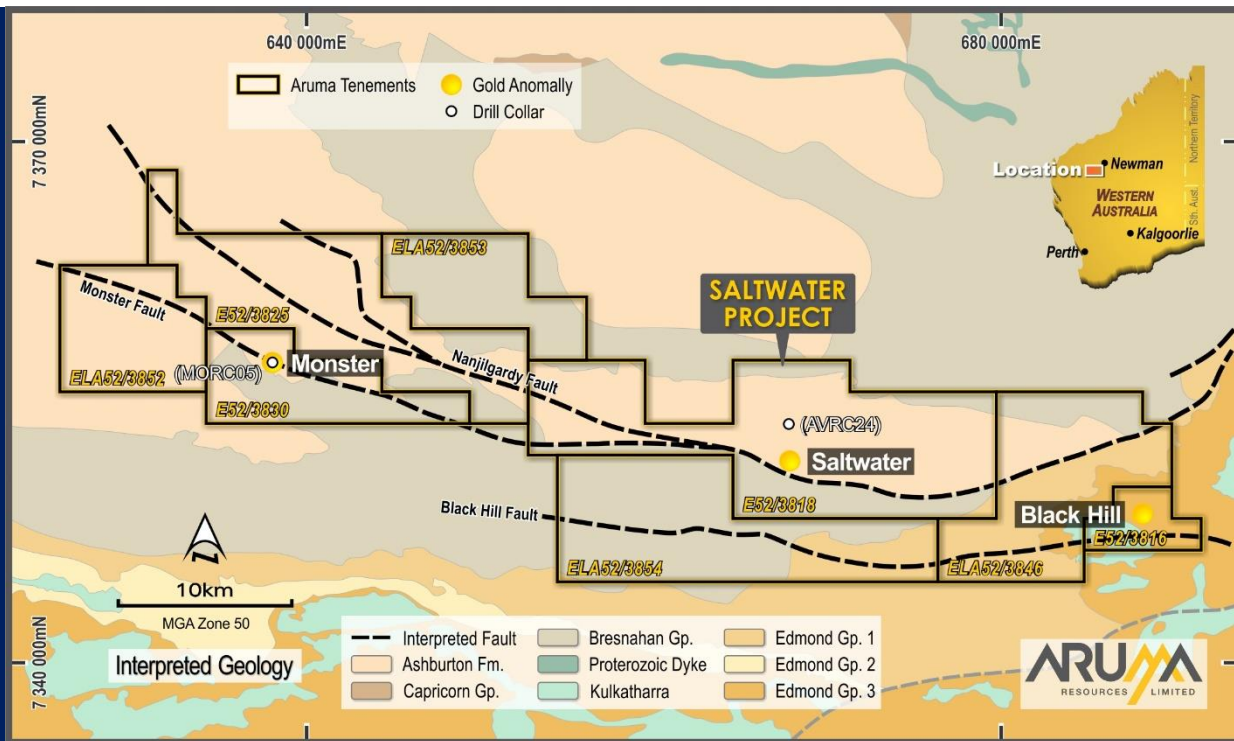 640 000mE
680 000mE
7 370 000mN
7 340 000mN
Aruma Tenements
Gold Anomally
Drill Collar
Location
Newman
WESTERN
AUSTRALIA
Kalgoorlie
Perth
Northern Territory
Sth. Aust.
ELA52/3853
Monster Fault
E52/3825
SALTWATER
PROJECT
(MORC05)
Monster
Nanjilgardy Fault
ELA52/3852
E52/3830
(AVRC24)
Saltwater
Black Hill Fault
E52/3818
Black Hill
E52/3816
ELA52/3854
ELA52/3846
N
10km
MGA Zone 50
Interpreted Geology
Interpreted Fault
Ashburton Fm.
Capricorn Gp.
Bresnahan Gp.
Proterozoic Dyke
Kulkatharra
Edmond Gp. 1
Edmond Gp. 2
Edmond Gp. 3
ARUMA
RESOURCES LIMITED